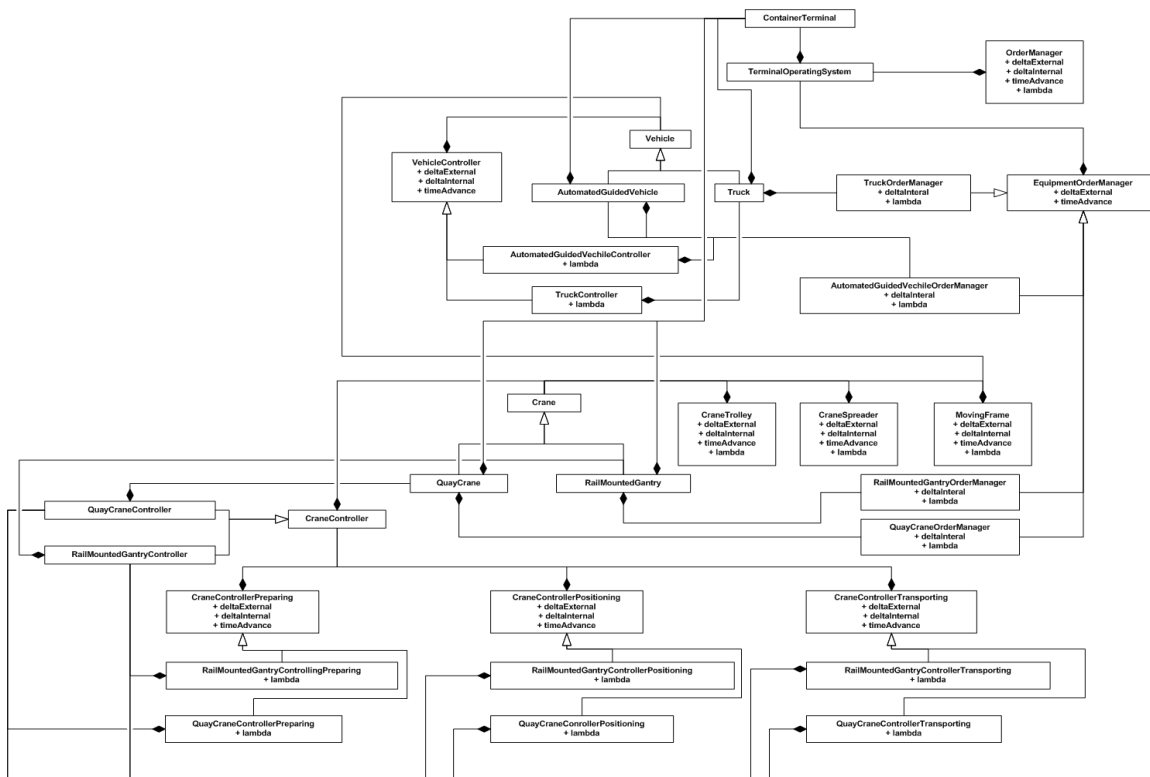 ContainerTerminal
TerminalOperatingSystem
OrderManager
+ deltaExternal
+ deltaInternal
+ timeAdvance
+ lambda
Vehicle
VehicleController
+ deltaExternal
+ deltaInternal
+ timeAdvance
AutomatedGuidedVehicle
Truck
TruckOrderManager
+ deltaInteral
+ lambda
EquipmentOrderManager
+ deltaExternal
+ timeAdvance
AutomatedGuidedVechileController
+ lambda
TruckController
+ lambda
AutomatedGuidedVechileOrderManager
+ deltaInteral
+ lambda
Crane
CraneTrolley
+ deltaExternal
+ deltaInternal
+ timeAdvance
+ lambda
CraneSpreader
+ deltaExternal
+ deltaInternal
+ timeAdvance
+ lambda
MovingFrame
+ deltaExternal
+ deltaInternal
+ timeAdvance
+ lambda
QuayCrane
RailMountedGantry
RailMountedGantryOrderManager
+ deltaInteral
+ lambda
QuayCraneController
CraneController
QuayCraneOrderManager
+ deltaInteral
+ lambda
RailMountedGantryController
CraneControllerPreparing
+ deltaExternal
+ deltaInternal
+ timeAdvance
CraneControllerPositioning
+ deltaExternal
+ deltaInternal
+ timeAdvance
CraneControllerTransporting
+ deltaExternal
+ deltaInternal
+ timeAdvance
RailMountedGantryControllingPreparing
+ lambda
RailMountedGantryControllerPositioning
+ lambda
RailMountedGantryControllerTransporting
+ lambda
QuayCraneControllerPreparing
+ lambda
QuayCraneConrollerPositioning
+ lambda
QuayCraneControllerTransporting
+ lambda